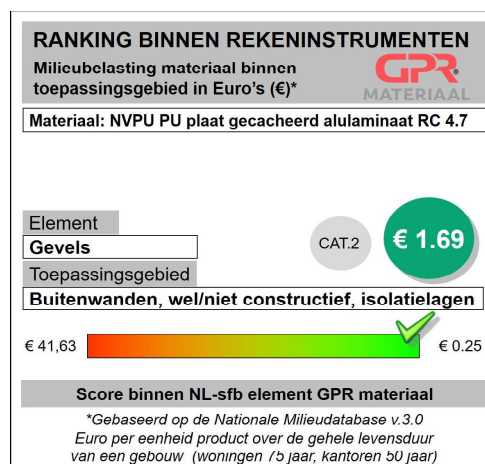 RANKING BINNEN REKENINSTRUMENTEN
Milieubelasting materiaal binnen
toepassingsgebied in Euro's (€)*
GPR®
MATERIAAL
Materiaal: NVPU PU plaat gecacheerd alulaminaat RC 4.7
Element
Gevels
CAT.2
€ 1.69
Toepassingsgebied
Buitenwanden, wel/niet constructief, isolatielagen
€ 41,63
€ 0.25
Score binnen NL-sfb element GPR materiaal
*Gebaseerd op de Nationale Milieudatabase v.3.0
Euro per eenheid product over de gehele levensduur
van een gebouw (woningen 75 jaar, kantoren 50 jaar)